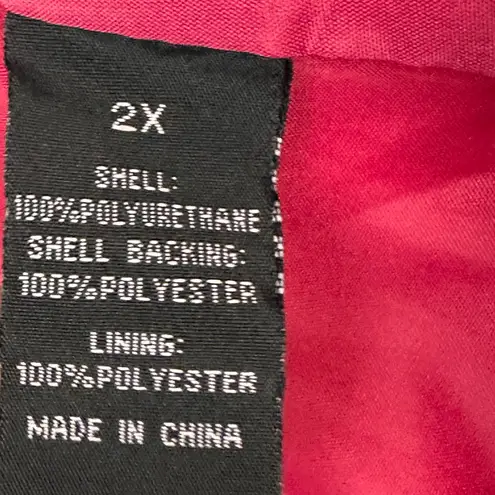 2X
SHELL:
100%POLYURETHANE
SHELL BACKING:
100%POLYESTER
LINING:
100%POLYESTER
MADE IN CHINA